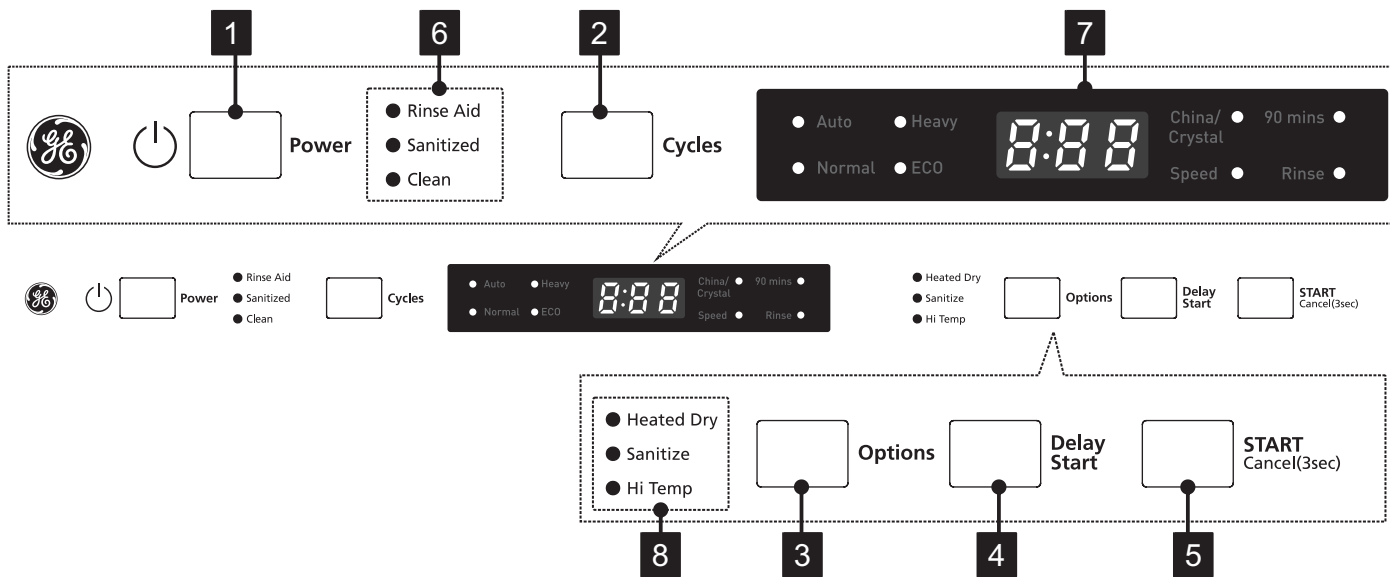 1 6 2 7
GE Power
Rinse Aid
Sanitized
Clean
Cycles
Auto Heavy 8:88 China/ Crystal 90 mins
Normal ECO Speed Rinse
GE Power
Rinse Aid
Sanitized
Clean
Cycles
Auto Heavy 8:88 China/ Crystal 90 mins
Normal ECO Speed Rinse
Heated Dry
Sanitize
Hi Temp
Options
Delay
Start
START
Cancel(3sec)
Heated Dry
Sanitize
Hi Temp
Options
Delay
Start
START
Cancel(3sec)
8 3 4 5